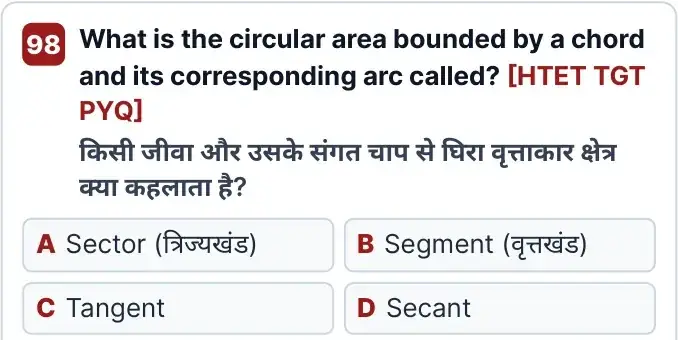 98 What is the circular area bounded by a chord
and its corresponding arc called? [HTET TGT
PYQ]
किसी जीवा और उसके संगत चाप से घिरा वृत्ताकार क्षेत्र
क्या कहलाता है?
A Sector (त्रिज्यखंड) B Segment (वृत्तखंड)
C Tangent D Secant